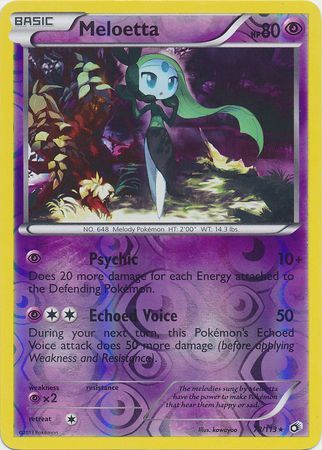 BASIC
Meloetta
HP80
NO. 648 Melody Pokémon HT: 2'00" WT: 14.3 lbs.
Psychic 10+
Does 20 more damage for each Energy attached to
the Defending Pokémon.
Echoed Voice 50
During your next turn, this Pokémon's Echoed
Voice attack does 50 more damage (before applying
Weakness and Resistance).
weakness resistance
×2
retreat
The melodies sung by Meloetta
have the power to make Pokémon
that hear them happy or sad.
Illus. kawayoo
77/113
©2013 Pokémon